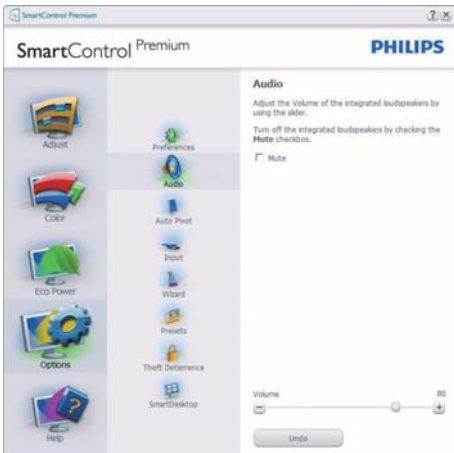 SmartControl Premium
SmartControl Premium
PHILIPS
Adjust
Color
Eco Power
Options
Help
Preferences
Audio
Auto Pivot
Input
Wizard
Presets
Theft Deterrence
SmartDesktop
Audio
Adjust the Volume of the integrated loudspeakers by
using the slider.
Turn off the integrated loudspeakers by checking the
Mute checkbox.
Mute
Volume 80
Undo